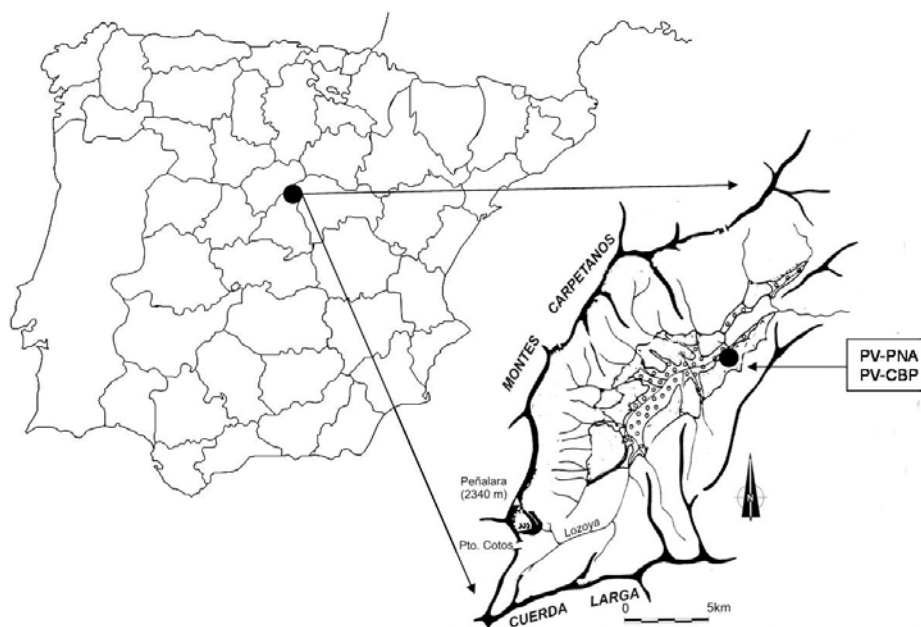 MONTES CARPETANOS
PV-PNA
PV-CBP
Peñalara
(2340 m)
N
Pto. Cotos
Lozoya
CUERDA LARGA
0 5km